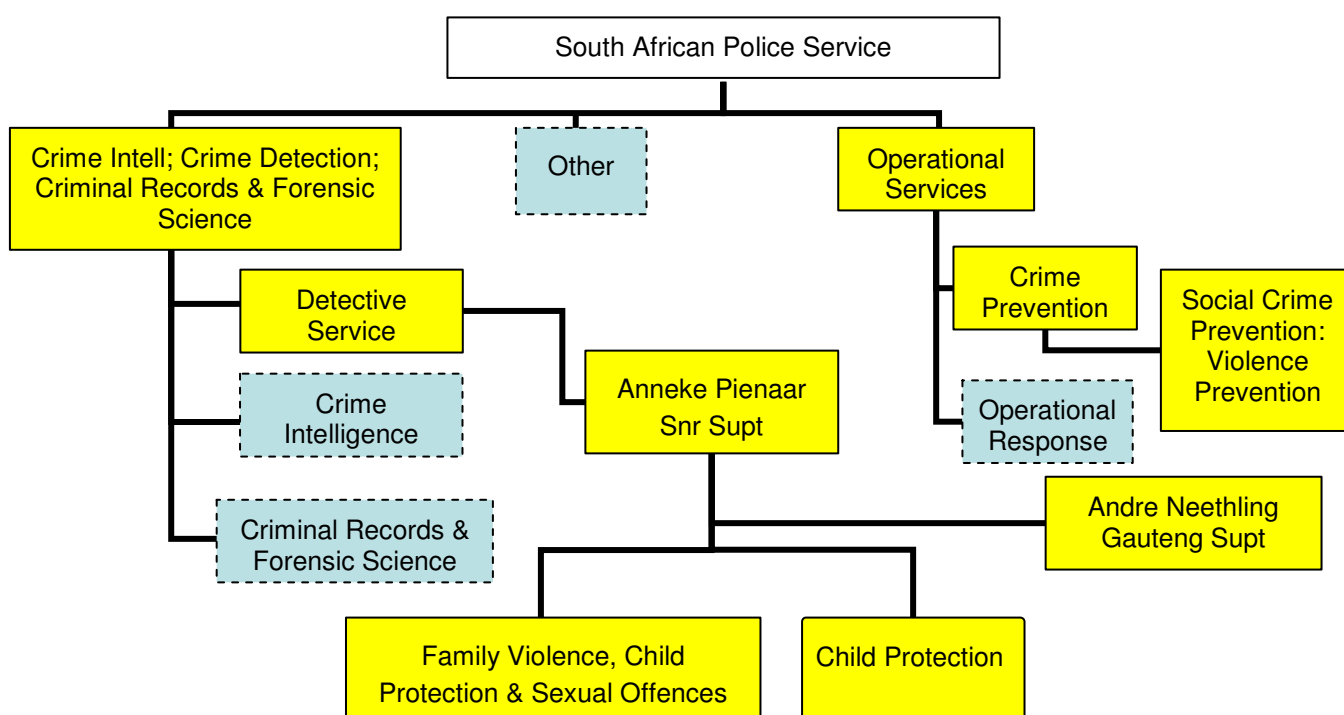 South African Police Service
Crime Intell; Crime Detection;
Criminal Records & Forensic
Science
Other
Operational
Services
Detective
Service
Crime
Prevention
Social Crime
Prevention:
Violence
Prevention
Anneke Pienaar
Snr Supt
Crime
Intelligence
Operational
Response
Andre Neethling
Gauteng Supt
Criminal Records &
Forensic Science
Family Violence, Child
Protection & Sexual Offences
Child Protection